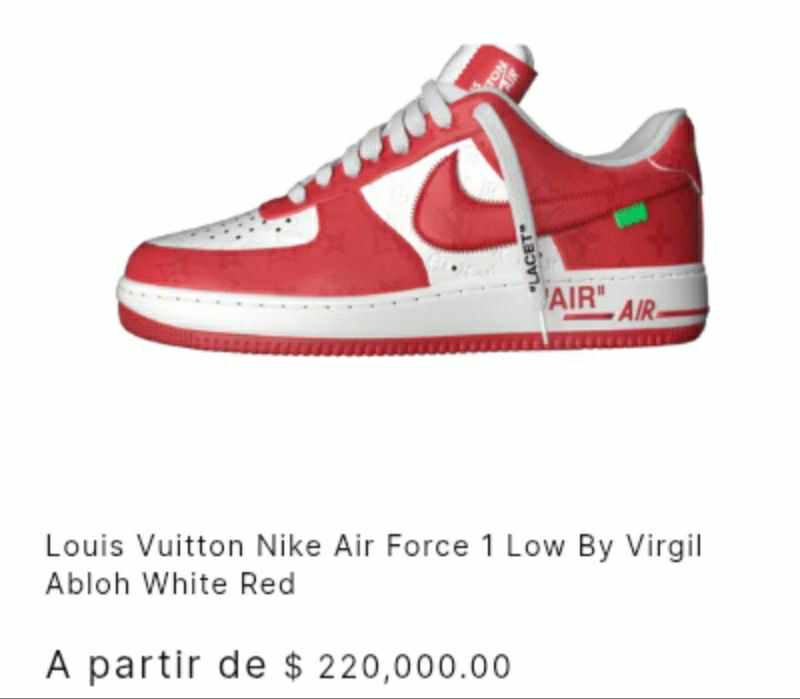 "LACET"
"AIR"
AIR
Louis Vuitton Nike Air Force 1 Low By Virgil
Abloh White Red
A partir de $ 220,000.00